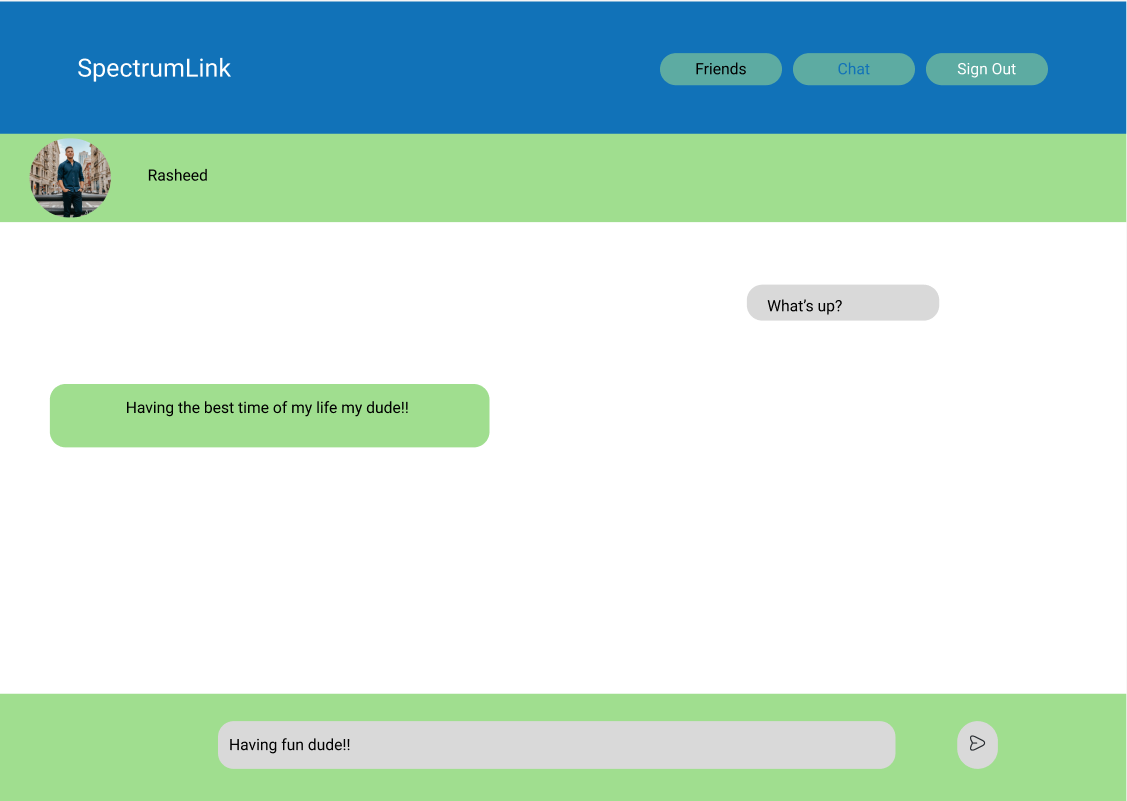 SpectrumLink
Friends
Chat
Sign Out
Rasheed
What’s up?
Having the best time of my life my dude!!
Having fun dude!!